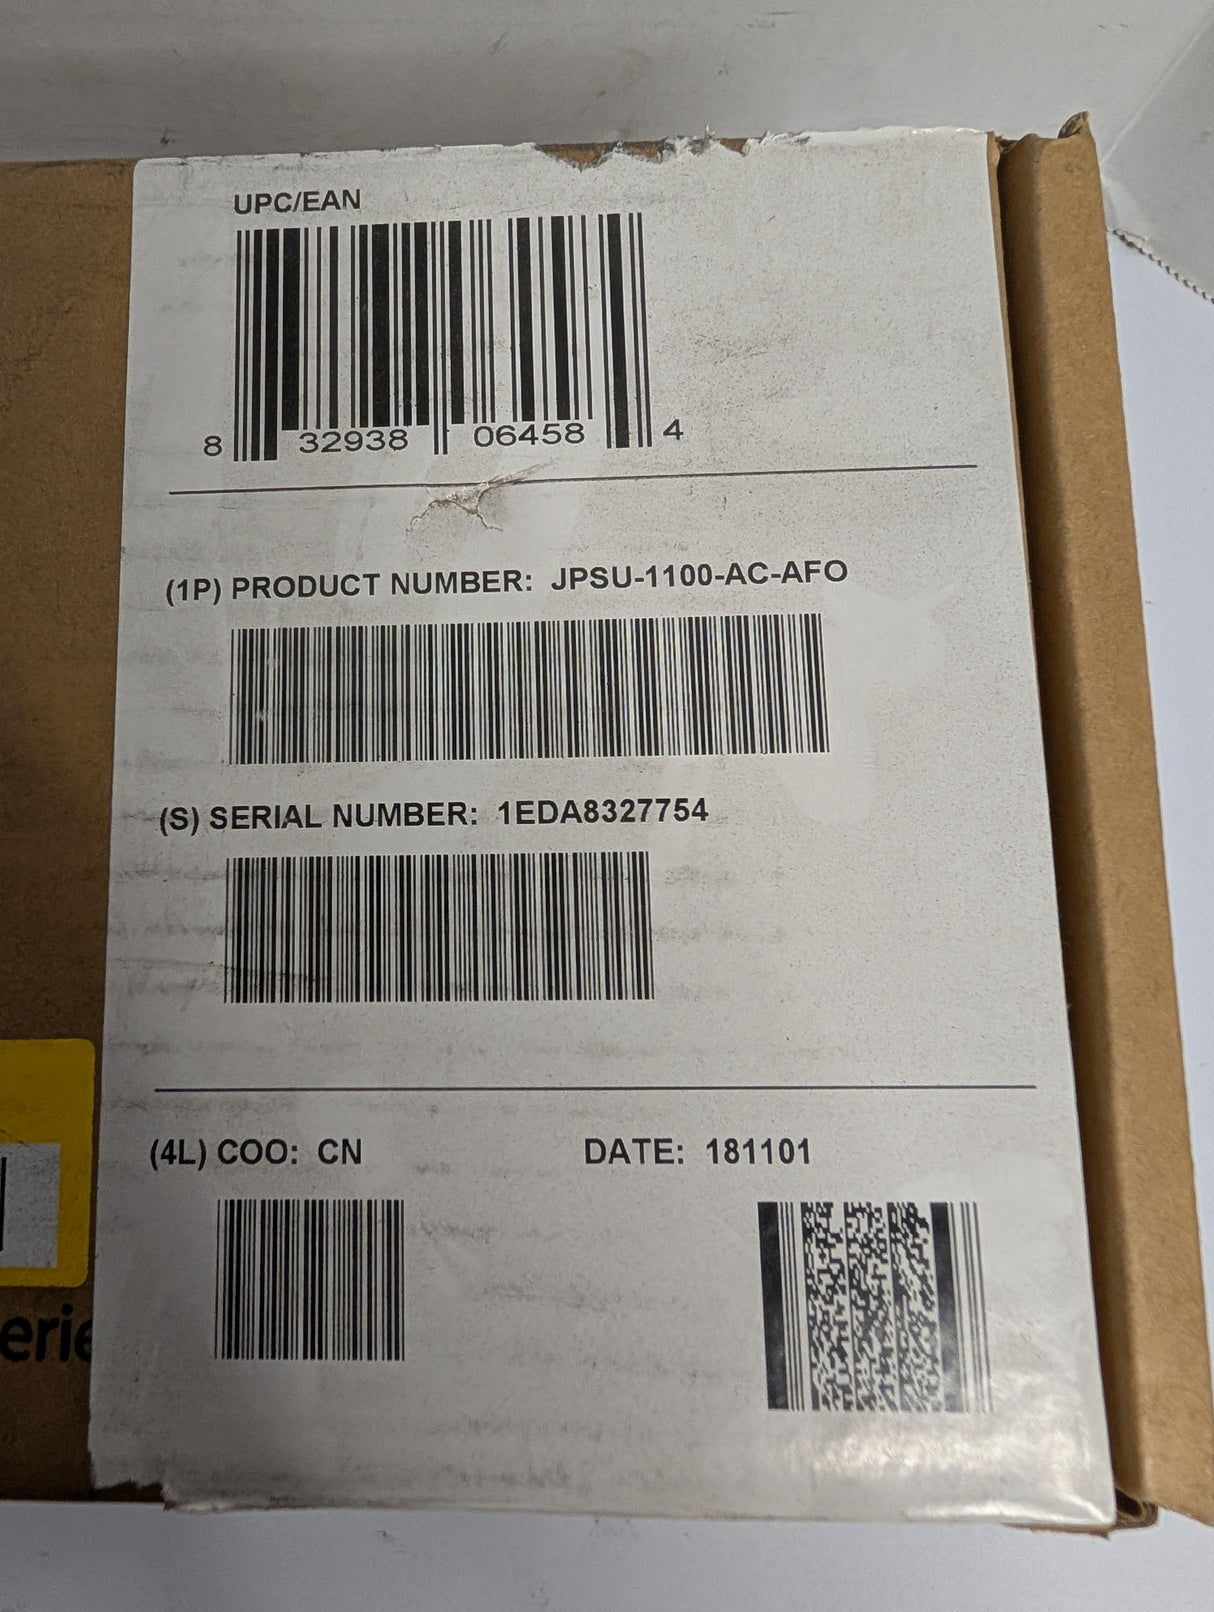 UPC/EAN
8 32938 06458 4
(1P) PRODUCT NUMBER: JPSU-1100-AC-AFO
(S) SERIAL NUMBER: 1EDA8327754
(4L) COO: CN DATE: 181101
erie